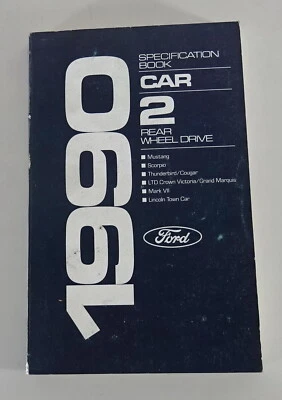 1990
SPECIFICATION
BOOK
CAR
2
REAR
WHEEL DRIVE
■ Mustang
■ Scorpio
■ Thunderbird/Cougar
■ LTD Crown Victoria/Grand Marquis
■ Mark VII
■ Lincoln Town Car
Ford